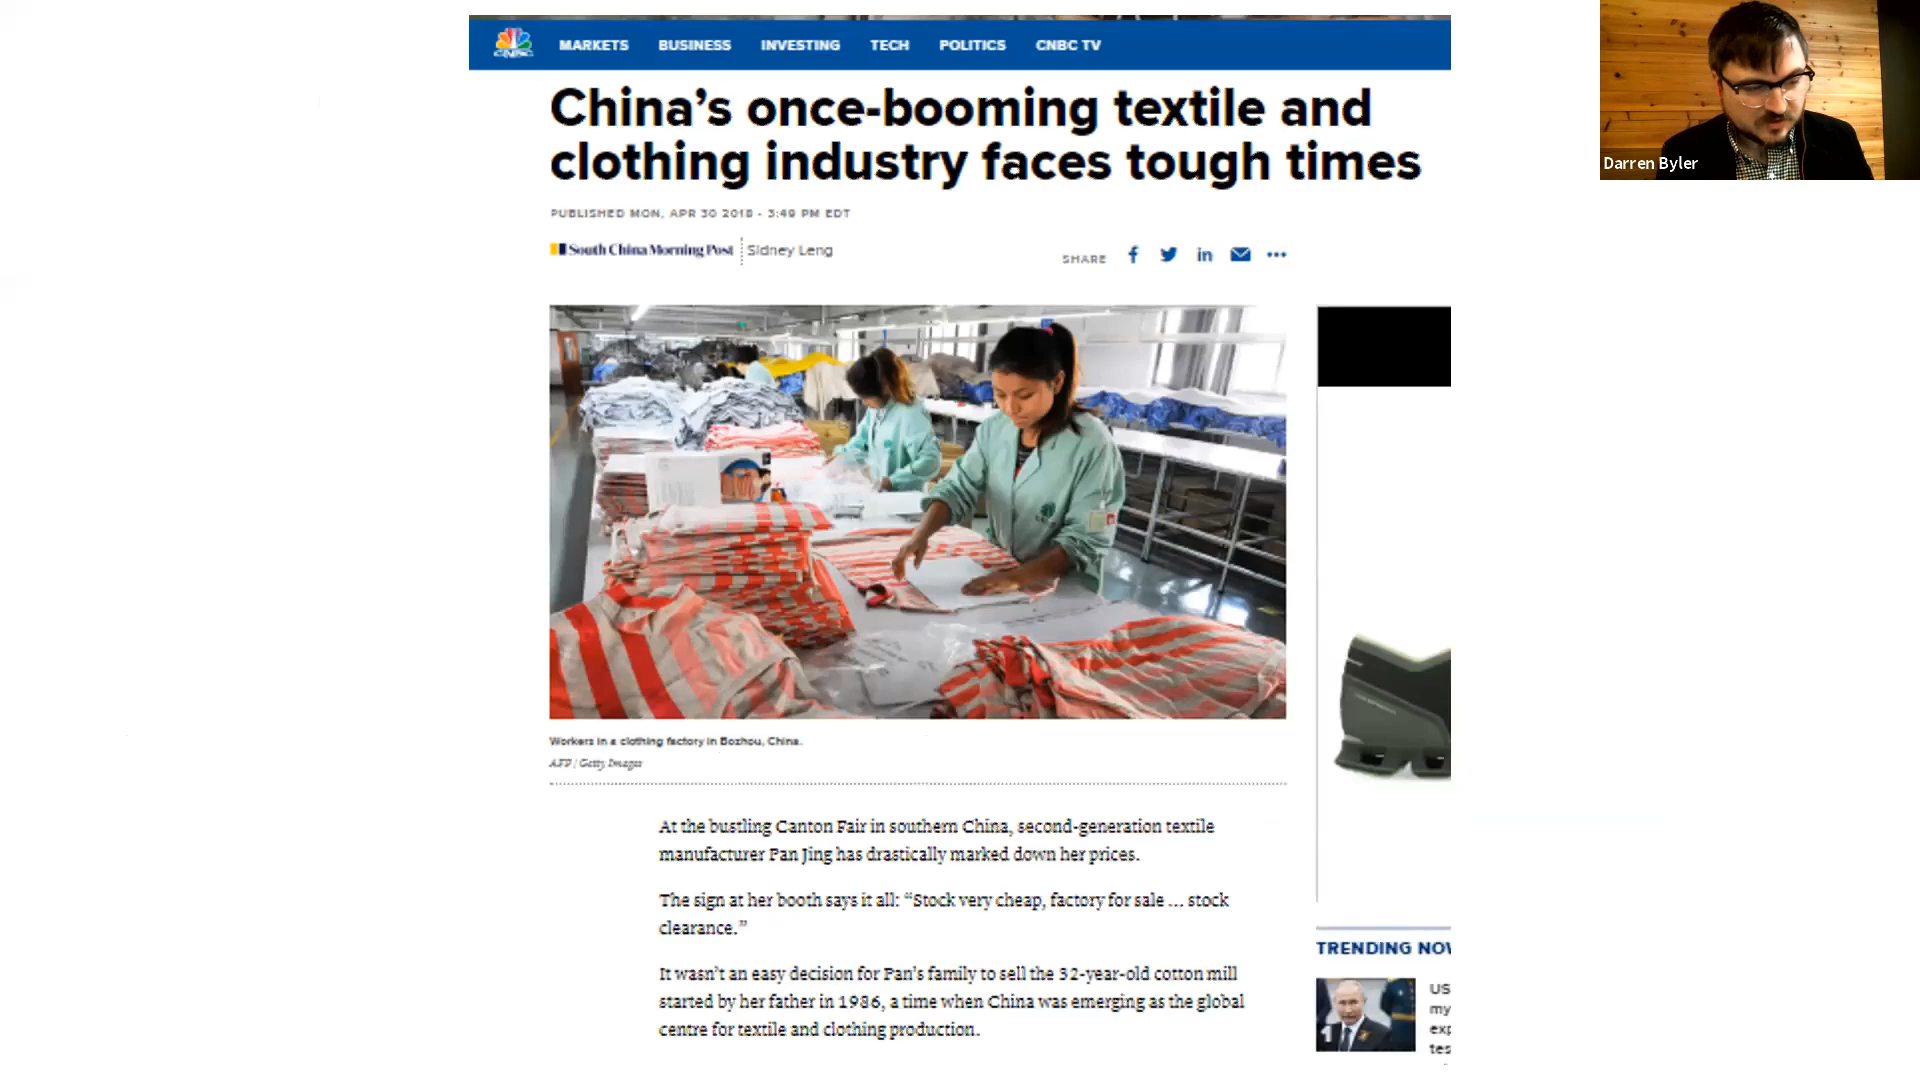 CNBC
MARKETS BUSINESS INVESTING TECH POLITICS CNBC TV
China's once-booming textile and
clothing industry faces tough times
PUBLISHED MON, APR 30 2018 - 3:49 PM EDT
South China Morning Post Sidney Leng
SHARE
Darren Byler
Workers in a clothing factory in Bozhou, China.
AFP | Getty Images
At the bustling Canton Fair in southern China, second-generation textile
manufacturer Pan Jing has drastically marked down her prices.
The sign at her booth says it all: “Stock very cheap, factory for sale ... stock
clearance.”
It wasn't an easy decision for Pan's family to sell the 32-year-old cotton mill
started by her father in 1986, a time when China was emerging as the global
centre for textile and clothing production.
TRENDING NOW
1
US
my
exp
tes